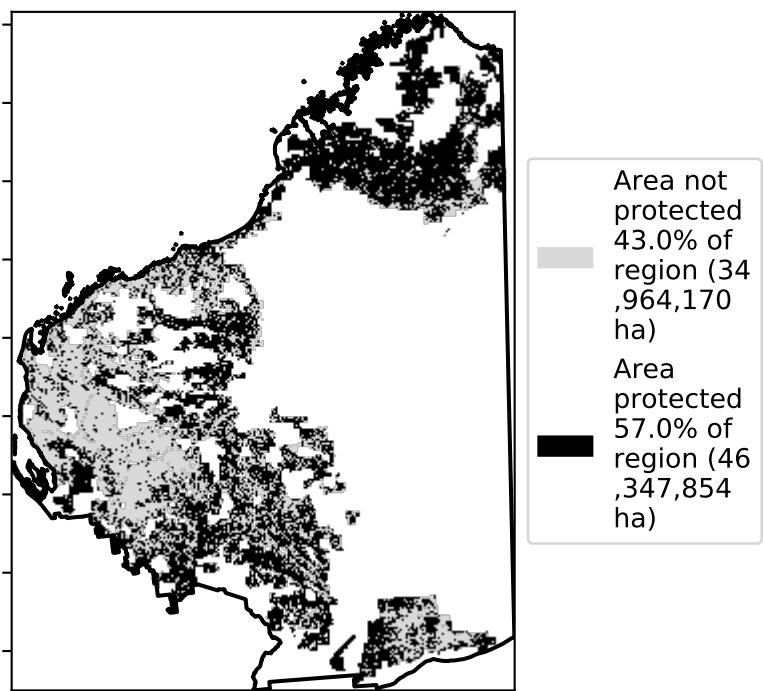 Area not
protected
43.0% of
region (34
,964,170
ha)
Area
protected
57.0% of
region (46
,347,854
ha)